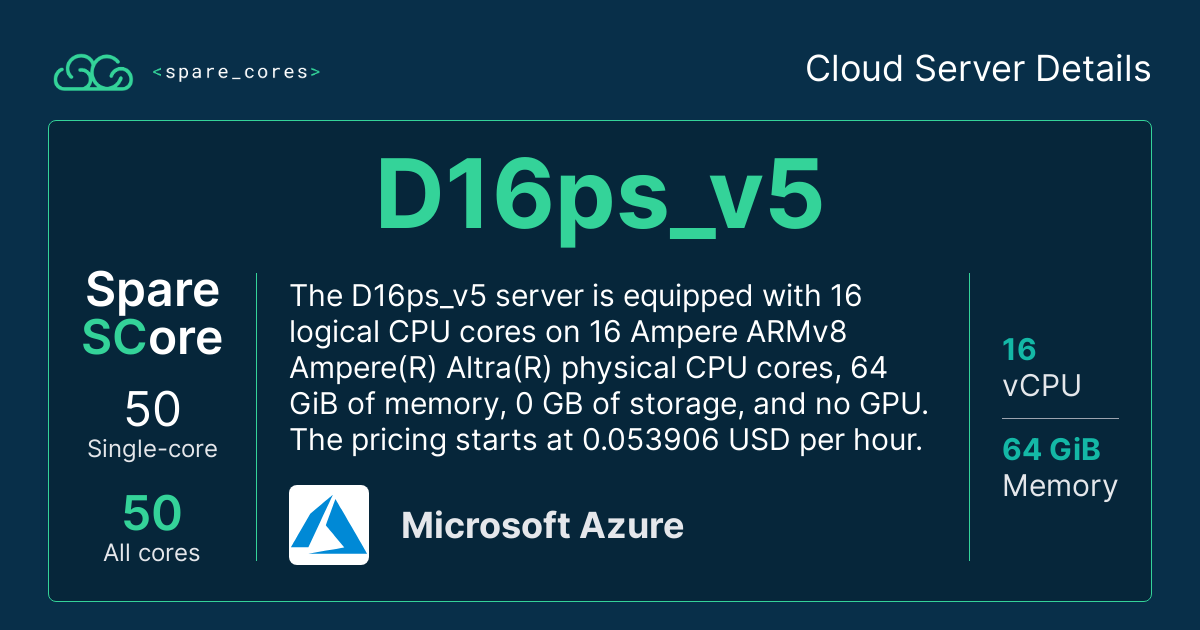 <spare_cores>
Cloud Server Details
D16ps_v5
Spare
SCore
50
Single-core
50
All cores
The D16ps_v5 server is equipped with 16
logical CPU cores on 16 Ampere ARMv8
Ampere(R) Altra(R) physical CPU cores, 64
GiB of memory, 0 GB of storage, and no GPU.
The pricing starts at 0.053906 USD per hour.
Microsoft Azure
16
vCPU
64 GiB
Memory